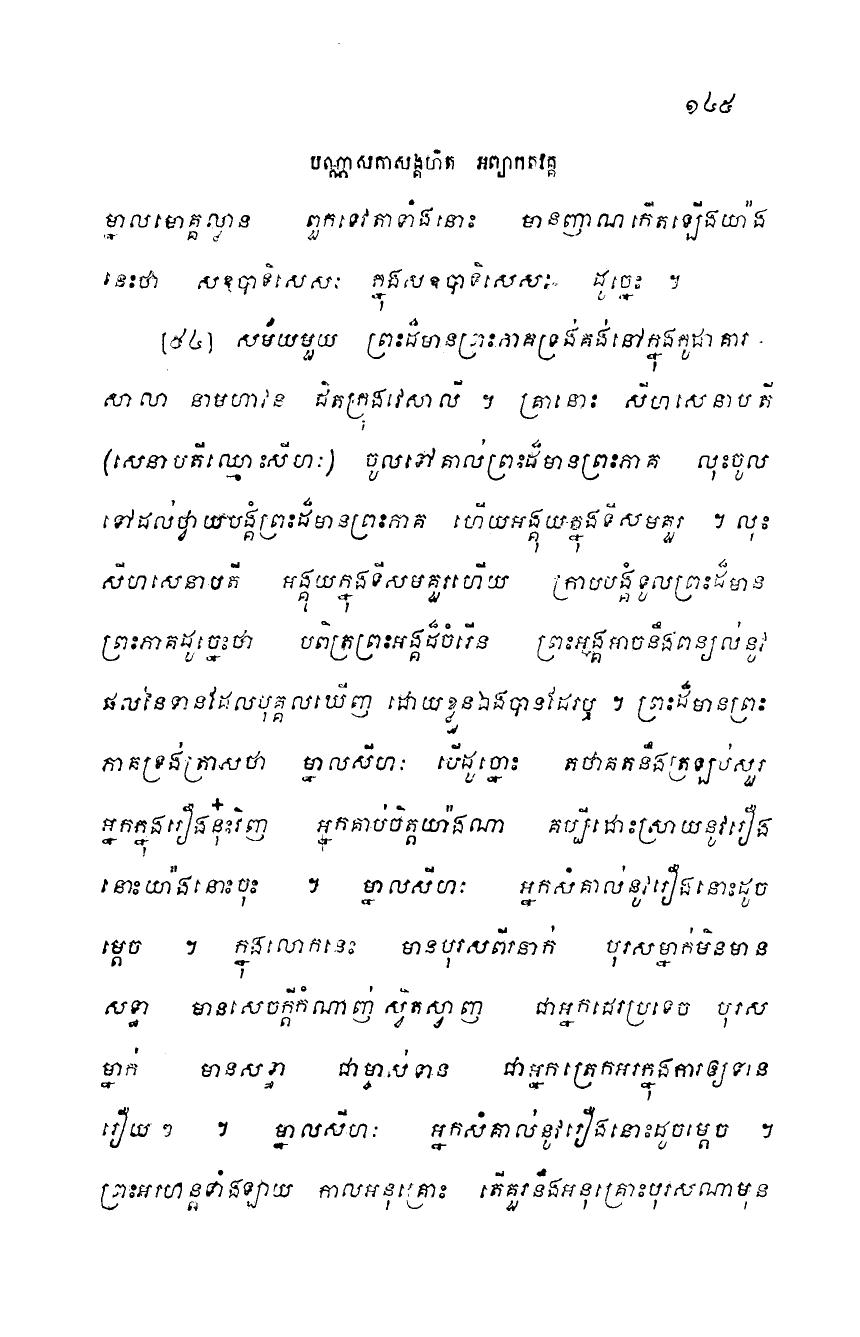 ១៤៥
បណ្ណាសកាសង្គហិត អព្យាកតវគ្គ
ម្នាលមោគ្គល្លាន ពួកទេវតាទាំងនោះ មានញាណកើតឡើងយ៉ាង
នេះថា សឧបាទិសេសៈ ក្នុងសឧបាទិសេសៈ ដូច្នេះ ។
[៥៤] សម័យមួយ ព្រះដ៏មានព្រះភាគទ្រង់គង់នៅក្នុងកូដាគារ
សាលា នាមហាវន ជិតក្រុងវេសាលី ។ គ្រានោះ សីហសេនាបតី
(សេនាបតីឈ្មោះសីហៈ) ចូលទៅគាល់ព្រះដ៏មានព្រះភាគ លុះចូល
ទៅដល់ថ្វាយបង្គំព្រះដ៏មានព្រះភាគ ហើយអង្គុយក្នុងទីសមគួរ ។ លុះ
សីហសេនាបតី អង្គុយក្នុងទីសមគួរហើយ ក្រាបបង្គំទូលព្រះដ៏មាន
ព្រះភាគដូច្នេះថា បពិត្រព្រះអង្គដ៏ចំរើន ព្រះអង្គអាចនឹងពន្យល់នូវ
ផលនៃទានដែលបុគ្គលឃើញ ដោយខ្លួនឯងបានដែរឬ ។ ព្រះដ៏មានព្រះ
ភាគទ្រង់ត្រាសថា ម្នាលសីហៈ បើដូច្នោះ តថាគតនឹងត្រឡប់សួរ
អ្នកក្នុងរឿងនុ៎ះវិញ អ្នកគាប់ចិត្តយ៉ាងណា គប្បីដោះស្រាយនូវរឿង
នោះយ៉ាងនោះចុះ ។ ម្នាលសីហៈ អ្នកសំគាល់នូវរឿងនោះដូច
ម្តេច ។ ក្នុងលោកនេះ មានបុរសពីរនាក់ បុរសម្នាក់មិនមាន
សទ្ធា មានសេចក្តីកំណាញ់ ស្វិតស្វាញ ជាអ្នកដេរប្រទេច បុរស
ម្នាក់ មានសទ្ធា ជាម្ចាស់ទាន ជាអ្នកត្រេកអរក្នុងការឲ្យទាន
រឿយៗ ។ ម្នាលសីហៈ អ្នកសំគាល់នូវរឿងនោះដូចម្តេច ។
ព្រះអរហន្តទាំងឡាយ កាលអនុគ្រោះ តើគួរនឹងអនុគ្រោះបុរសណាមុន